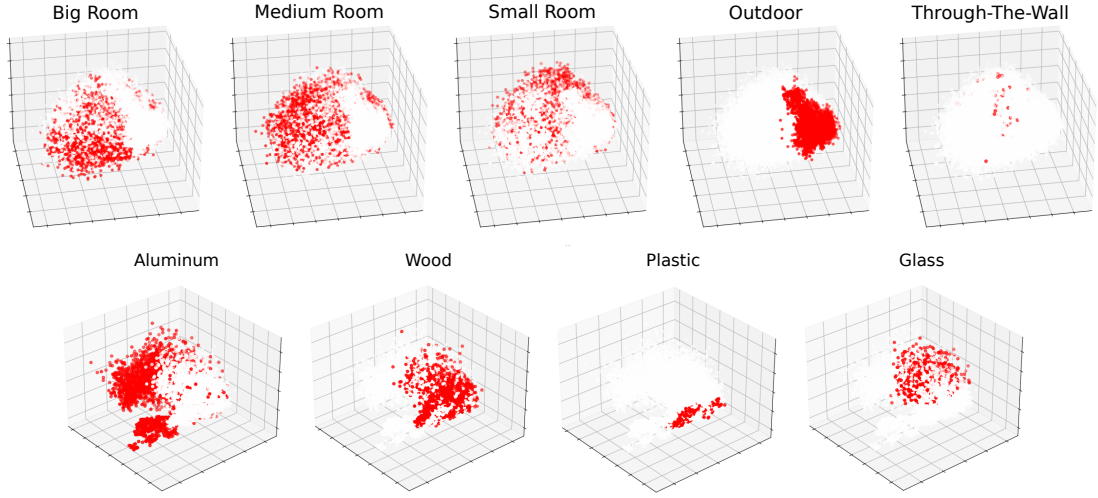 Big Room
Medium Room
Small Room
Outdoor
Through-The-Wall
Aluminum
Wood
Plastic
Glass